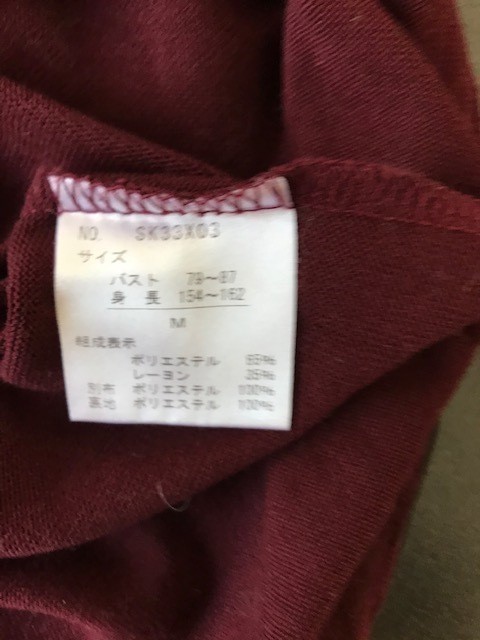 NO. SK33X03
サイズ
バスト 79～87
身 長 154～162
M
組成表示
ポリエステル 65%
レーヨン 35%
別布 ポリエステル 100%
裏地 ポリエステル 100%